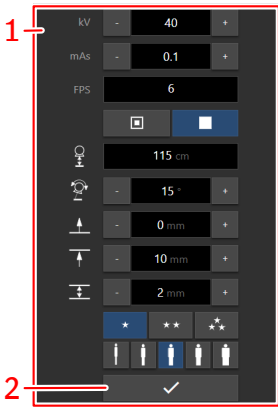 1
kV - 40 +
mAs - 0.1 +
FPS 6
115 cm
- 15 ° +
- 0 mm +
- 10 mm +
- 2 mm +
2